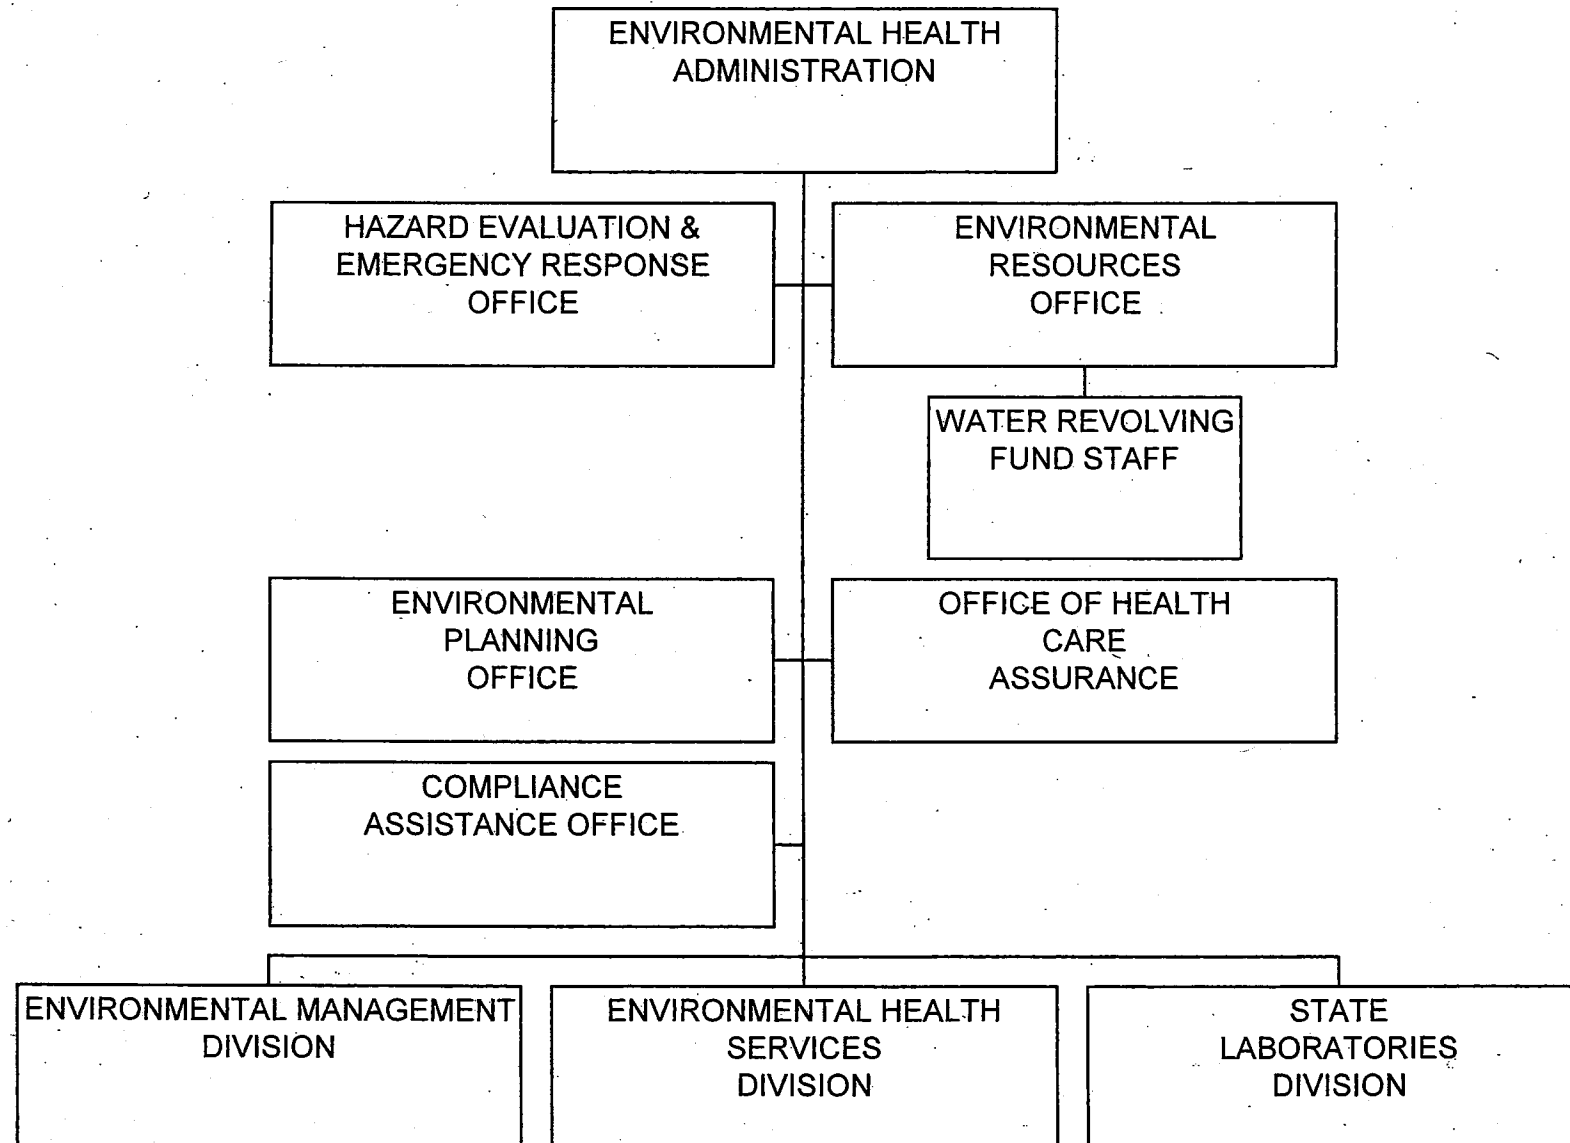 ENVIRONMENTAL HEALTH
ADMINISTRATION
HAZARD EVALUATION &
EMERGENCY RESPONSE
OFFICE
ENVIRONMENTAL
RESOURCES
OFFICE
WATER REVOLVING
FUND STAFF
ENVIRONMENTAL
PLANNING
OFFICE
OFFICE OF HEALTH
CARE
ASSURANCE
COMPLIANCE
ASSISTANCE OFFICE
ENVIRONMENTAL MANAGEMENT
DIVISION
ENVIRONMENTAL HEALTH
SERVICES
DIVISION
STATE
LABORATORIES
DIVISION